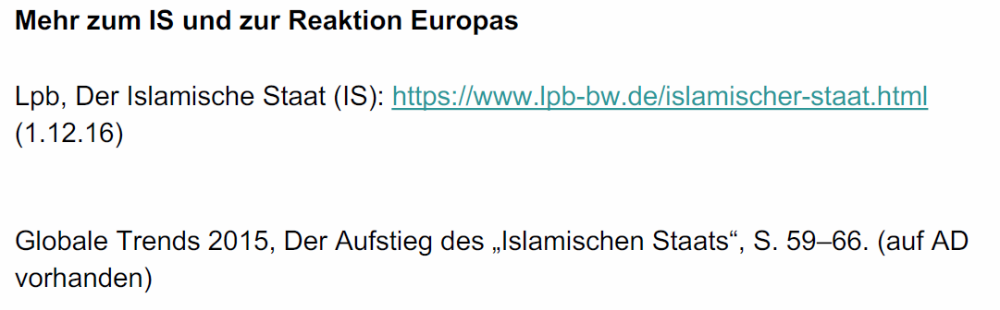 Mehr zum IS und zur Reaktion Europas
Lpb, Der Islamische Staat (IS): https://www.lpb-bw.de/islamischer-staat.html
(1.12.16)
Globale Trends 2015, Der Aufstieg des „Islamischen Staats“, S. 59–66. (auf AD
vorhanden)